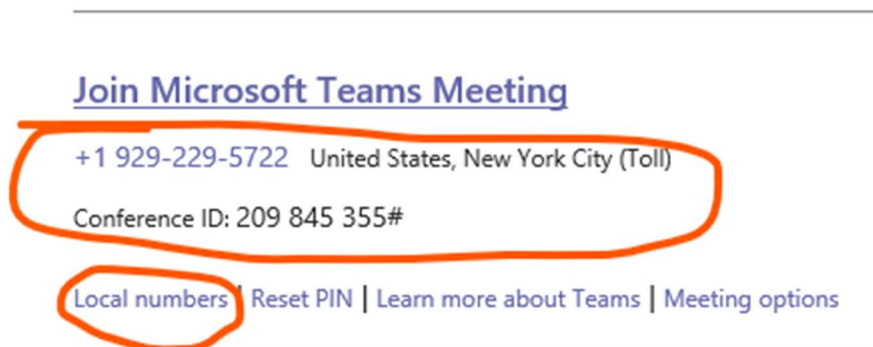 Join Microsoft Teams Meeting
+1 929-229-5722 United States, New York City (Toll)
Conference ID: 209 845 355#
Local numbers | Reset PIN | Learn more about Teams | Meeting options